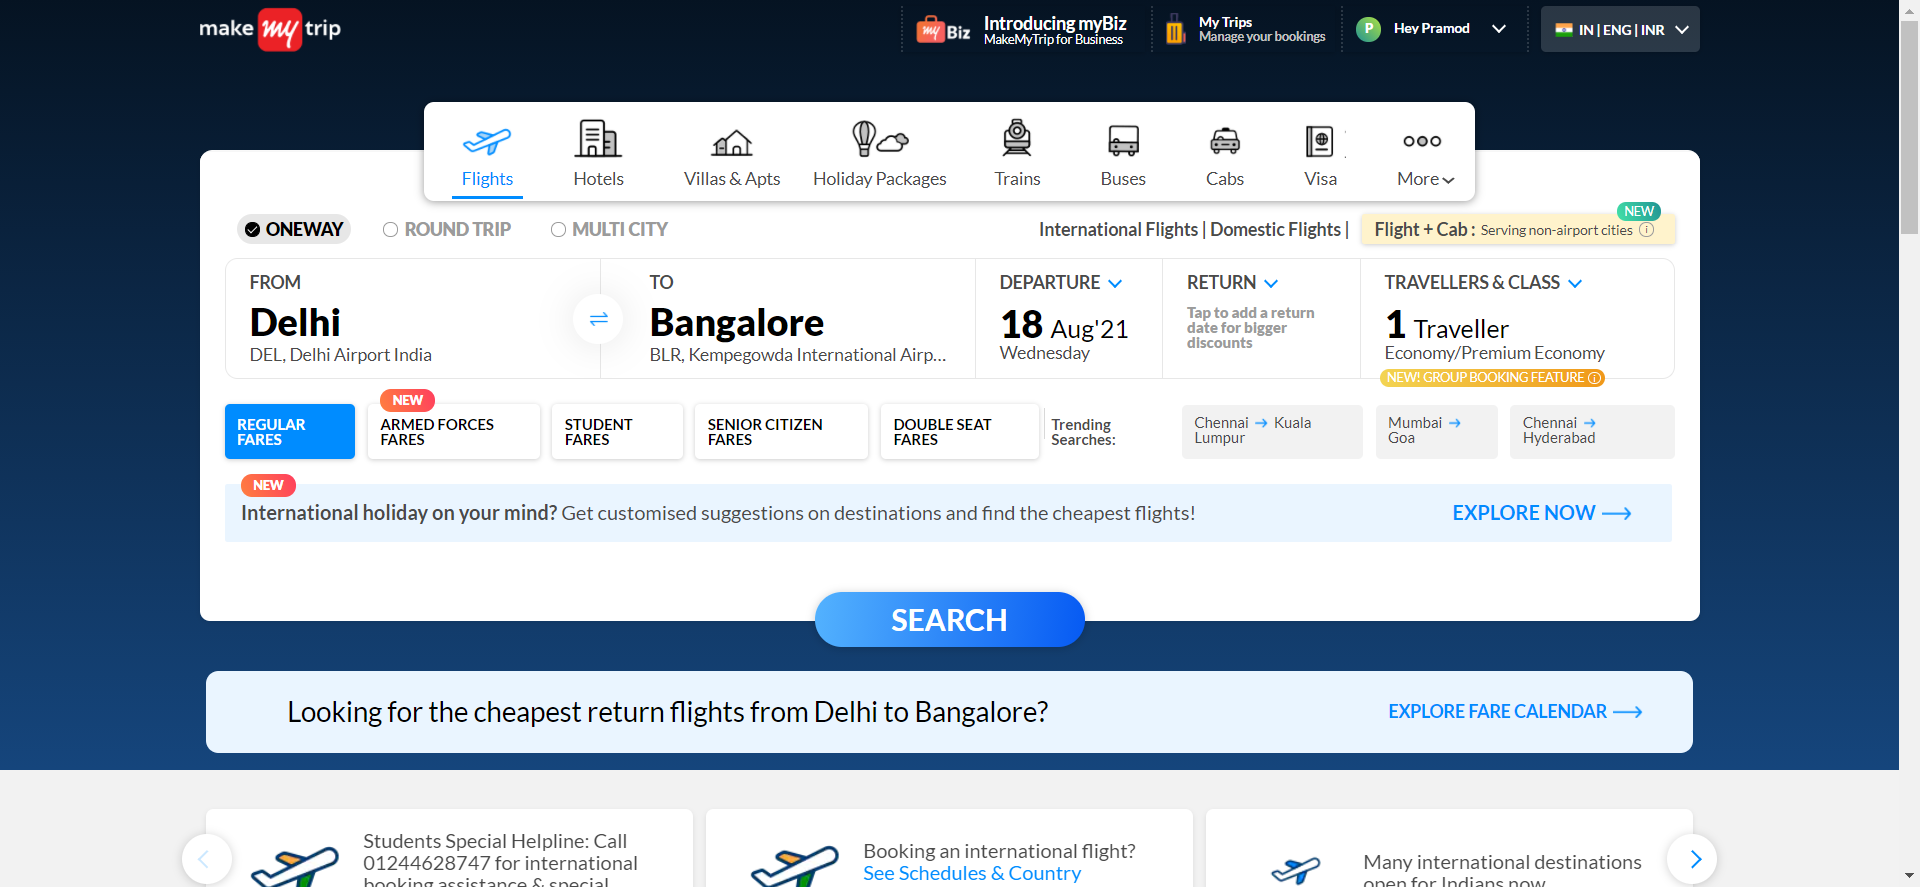 make my trip
my Biz
Introducing myBiz
MakeMyTrip for Business
My Trips
Manage your bookings
P
Hey Pramod
IN | ENG | INR
Flights
Hotels
Villas & Apts
Holiday Packages
Trains
Buses
Cabs
Visa
More
ONEWAY
ROUND TRIP
MULTI CITY
International Flights | Domestic Flights |
NEW
Flight + Cab : Serving non-airport cities
FROM
Delhi
DEL, Delhi Airport India
TO
Bangalore
BLR, Kempegowda International Airp...
DEPARTURE
18 Aug'21
Wednesday
RETURN
Tap to add a return
date for bigger
discounts
TRAVELLERS & CLASS
1 Traveller
Economy/Premium Economy
NEW! GROUP BOOKING FEATURE
REGULAR
FARES
NEW
ARMED FORCES
FARES
STUDENT
FARES
SENIOR CITIZEN
FARES
DOUBLE SEAT
FARES
Trending
Searches:
Chennai → Kuala
Lumpur
Mumbai →
Goa
Chennai →
Hyderabad
NEW
International holiday on your mind? Get customised suggestions on destinations and find the cheapest flights!
EXPLORE NOW
SEARCH
Looking for the cheapest return flights from Delhi to Bangalore?
EXPLORE FARE CALENDAR
Students Special Helpline: Call
01244628747 for international
booking assistance & special
Booking an international flight?
See Schedules & Country
Many international destinations
open for Indians now